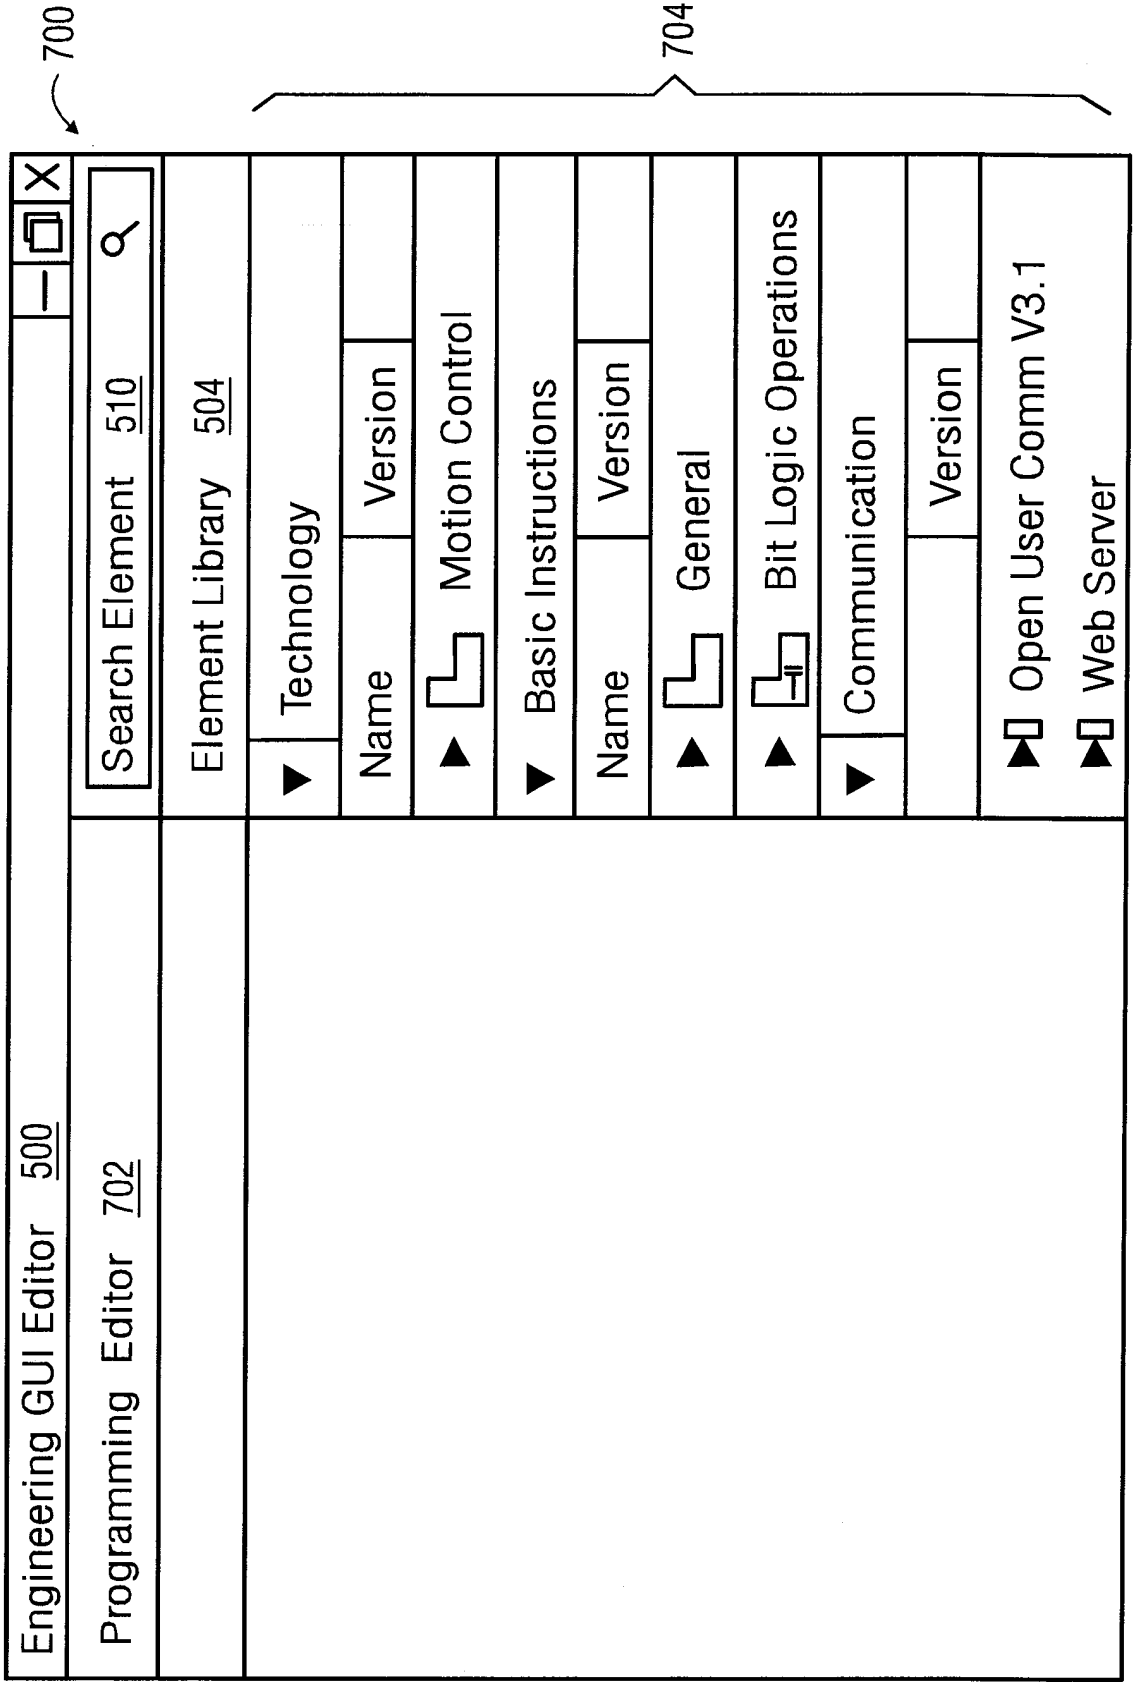 700
Engineering GUI Editor 500
Programming Editor 702
Search Element 510
Element Library 504
Technology
Name Version
Motion Control
Basic Instructions
Name Version
General
Bit Logic Operations
Communication
Version
Open User Comm V3.1
Web Server
704